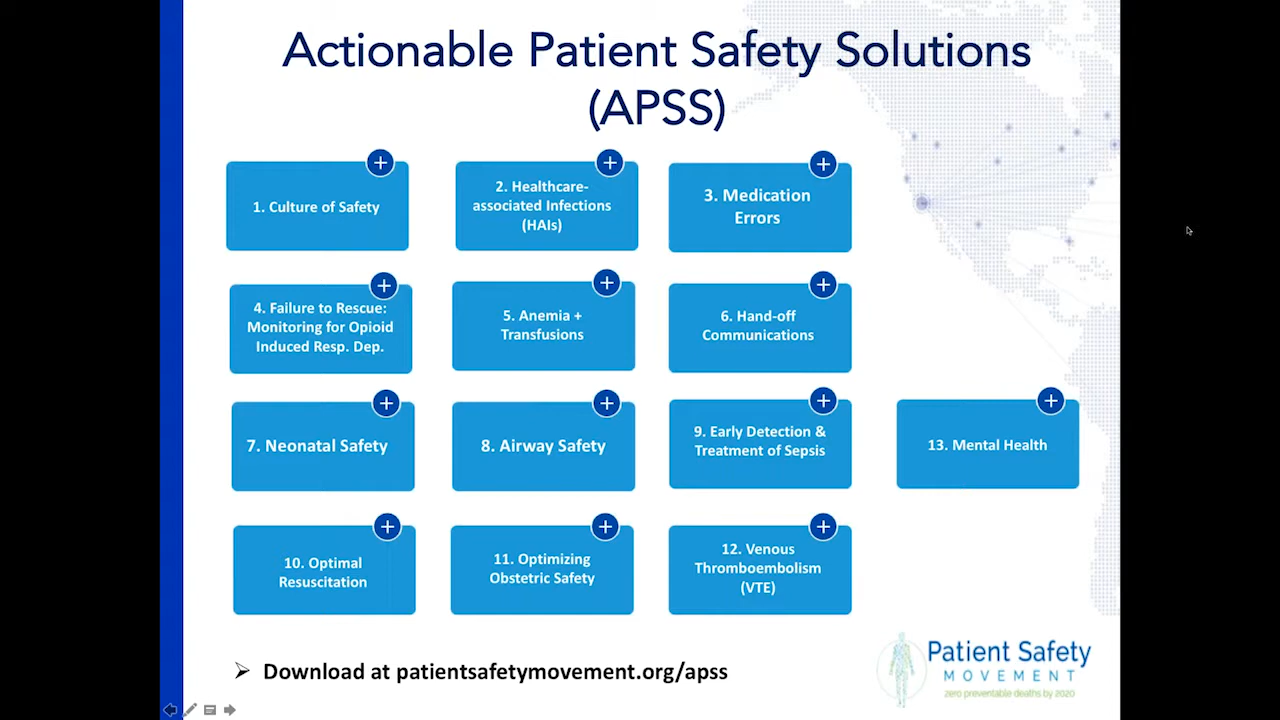 Actionable Patient Safety Solutions
(APSS)
1. Culture of Safety
2. Healthcare-
associated Infections
(HAIs)
3. Medication
Errors
4. Failure to Rescue:
Monitoring for Opioid
Induced Resp. Dep.
5. Anemia +
Transfusions
6. Hand-off
Communications
7. Neonatal Safety
8. Airway Safety
9. Early Detection &
Treatment of Sepsis
13. Mental Health
10. Optimal
Resuscitation
11. Optimizing
Obstetric Safety
12. Venous
Thromboembolism
(VTE)
Download at patientsafetymovement.org/apss
Patient Safety
MOVEMENT
zero preventable deaths by 2020